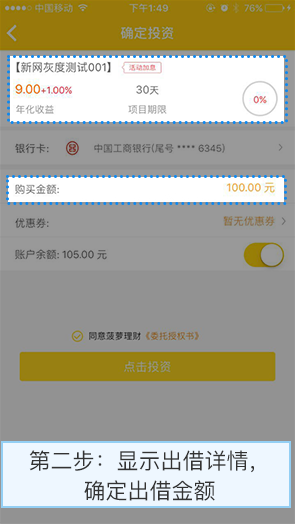 中国移动 下午1:49 76%
确定投资
【新网灰度测试001】 活动加息
9.00+1.00% 30天 0%
年化收益 项目期限
银行卡: 中国工商银行(尾号 **** 6345)
购买金额: 100.00 元
优惠券: 暂无优惠券
账户余额: 105.00 元
同意菠萝理财《委托授权书》
点击投资
第二步：显示出借详情,
确定出借金额